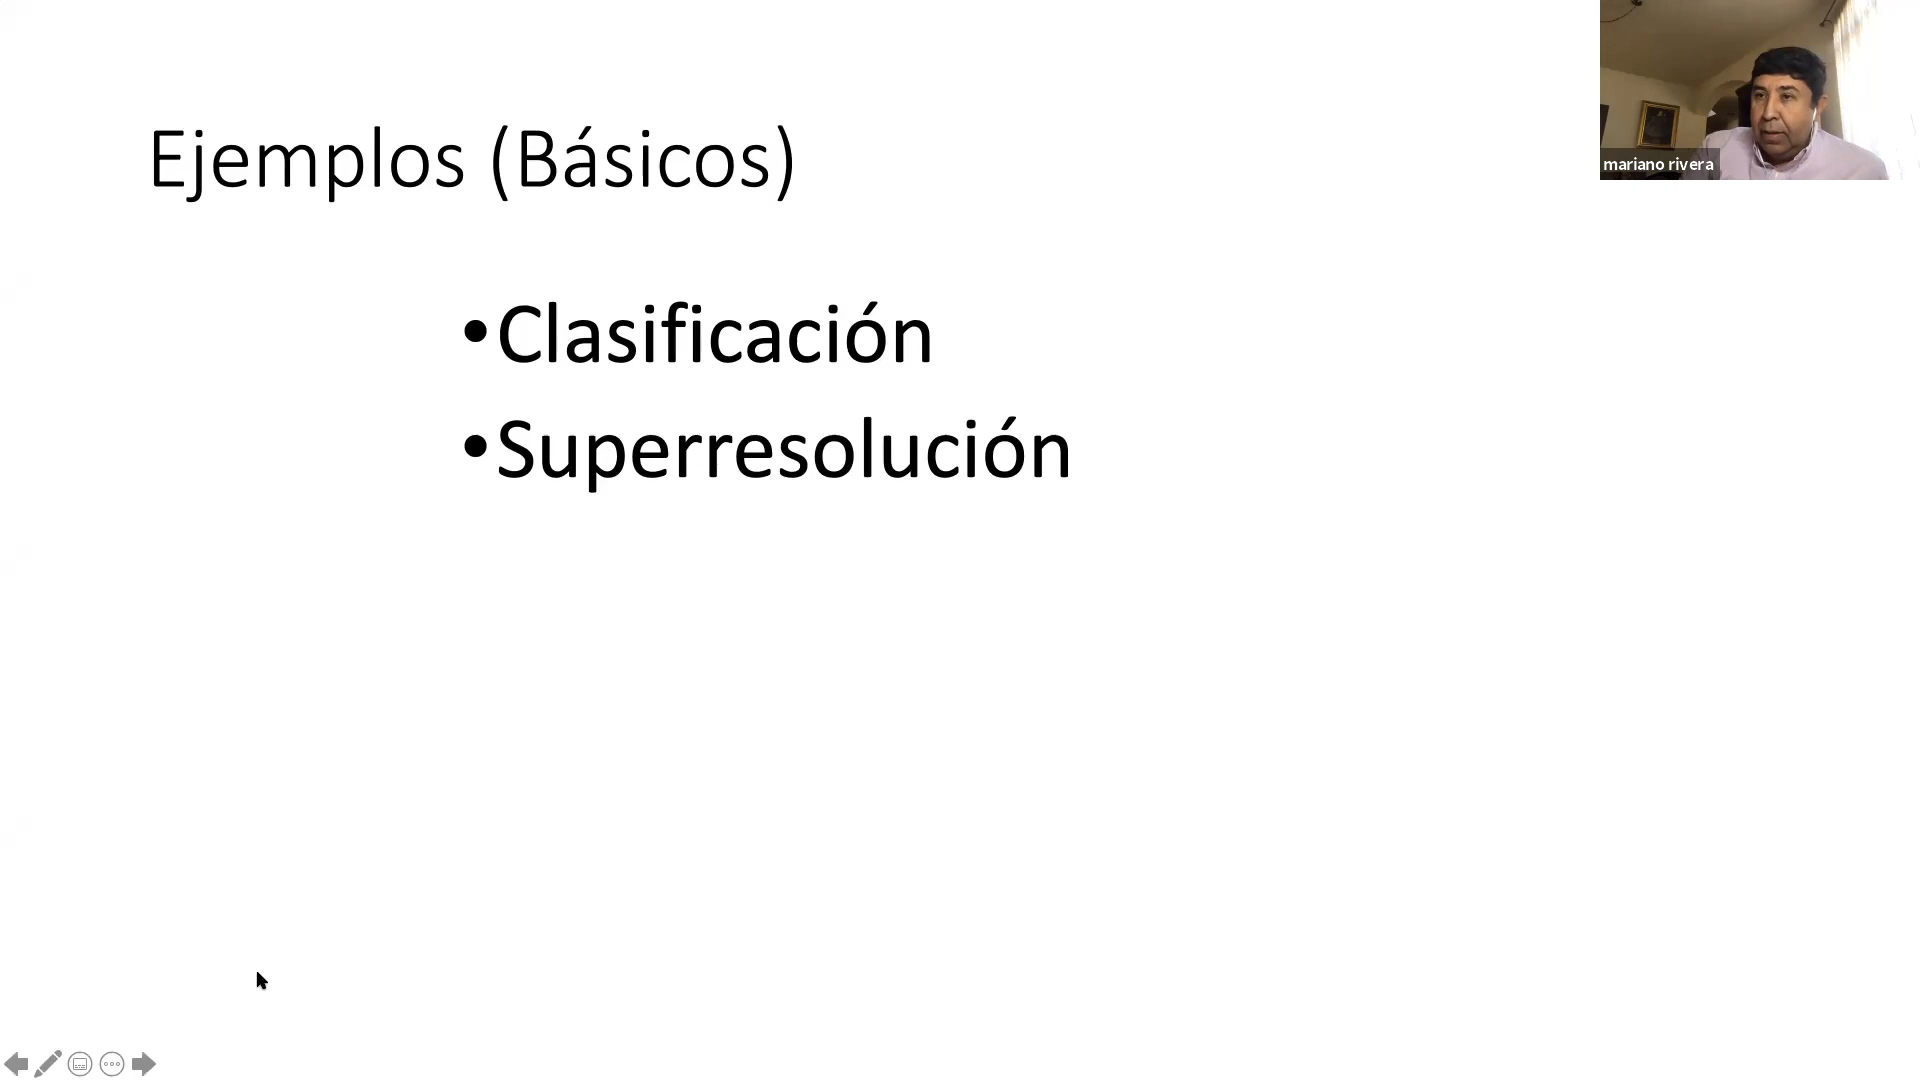 Ejemplos (Básicos)
•Clasificación
•Superresolución
mariano rivera